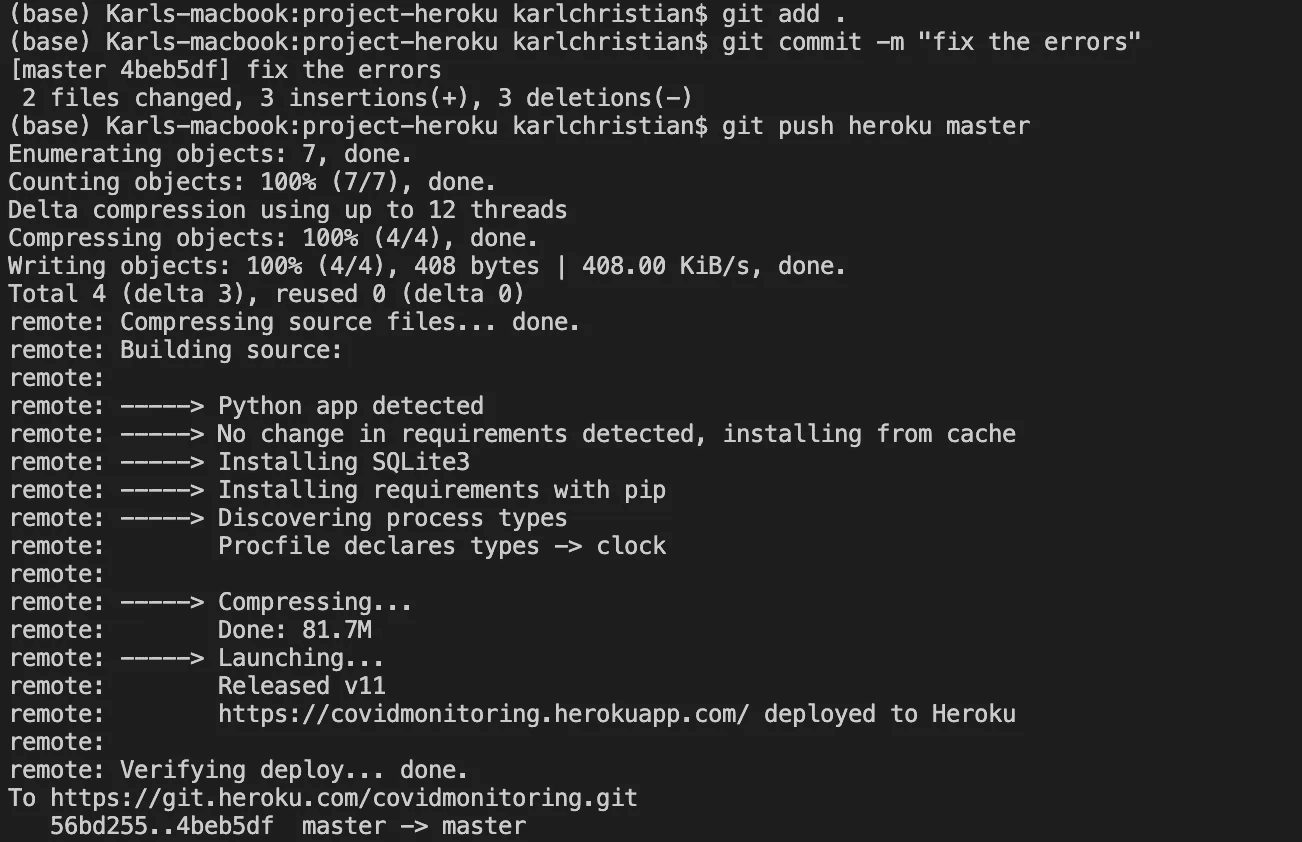 (base) Karls-macbook:project-heroku karlchristian$ git add .
(base) Karls-macbook:project-heroku karlchristian$ git commit -m "fix the errors"
[master 4beb5df] fix the errors
 2 files changed, 3 insertions(+), 3 deletions(-)
(base) Karls-macbook:project-heroku karlchristian$ git push heroku master
Enumerating objects: 7, done.
Counting objects: 100% (7/7), done.
Delta compression using up to 12 threads
Compressing objects: 100% (4/4), done.
Writing objects: 100% (4/4), 408 bytes | 408.00 KiB/s, done.
Total 4 (delta 3), reused 0 (delta 0)
remote: Compressing source files... done.
remote: Building source:
remote:
remote: -----> Python app detected
remote: -----> No change in requirements detected, installing from cache
remote: -----> Installing SQLite3
remote: -----> Installing requirements with pip
remote: -----> Discovering process types
remote:        Procfile declares types -> clock
remote:
remote: -----> Compressing...
remote:        Done: 81.7M
remote: -----> Launching...
remote:        Released v11
remote:        https://covidmonitoring.herokuapp.com/ deployed to Heroku
remote:
remote: Verifying deploy... done.
To https://git.heroku.com/covidmonitoring.git
   56bd255..4beb5df  master -> master